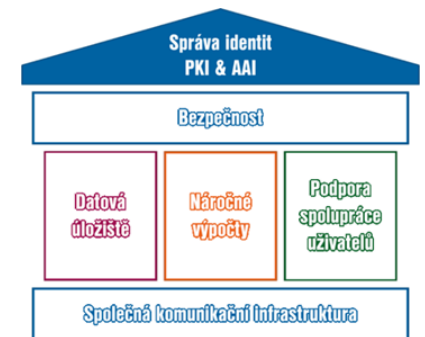 Správa identit
PKI & AAI
Bezpečnost
Datová
úložiště
Náročné
výpočty
Podpora
spolupráce
uživatelů
Společná komunikační infrastruktura